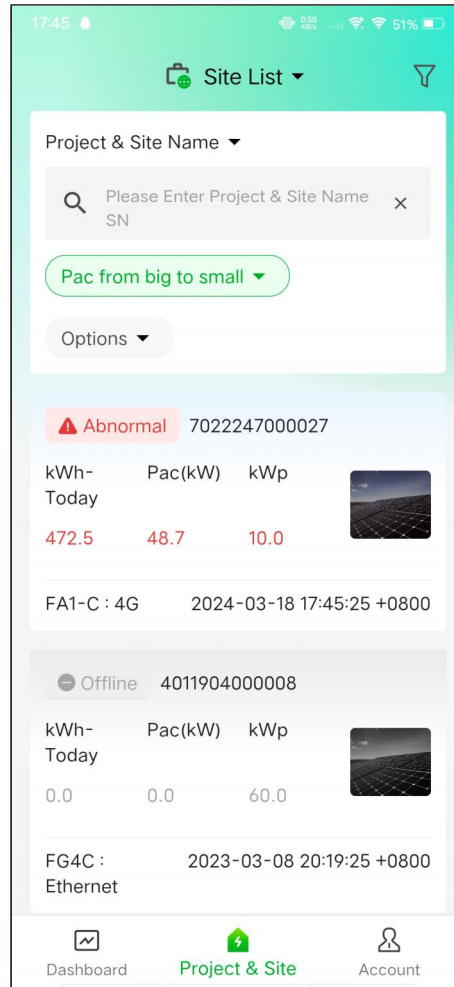 17:45 0.50 KB/s 51%
Site List
Project & Site Name
Please Enter Project & Site Name
SN
Pac from big to small
Options
Abnormal 7022247000027
kWh- Pac(kW) kWp
Today
472.5 48.7 10.0
FA1-C : 4G 2024-03-18 17:45:25 +0800
Offline 4011904000008
kWh- Pac(kW) kWp
Today
0.0 0.0 60.0
FG4C : 2023-03-08 20:19:25 +0800
Ethernet
Dashboard Project & Site Account